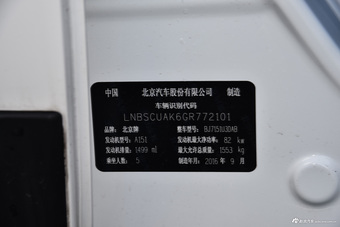 中国 北京汽车股份有限公司 制造
车辆识别代码
LNBSCUAK6GR772101
品牌：北京牌 整车型号：BJ7151U3DAB
发动机型号：A151 发动机最大净功率：82 kw
发动机排量：1499 ml 最大允许总质量：1553 kg
乘坐人数：5 制造年月：2016 年 9 月